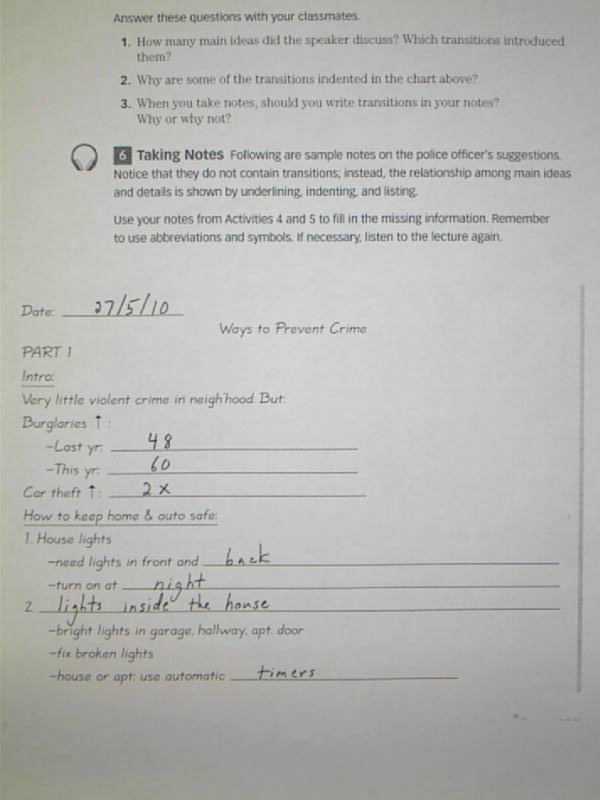 Answer these questions with your classmates.
1. How many main ideas did the speaker discuss? Which transitions introduced
them?
2. Why are some of the transitions indented in the chart above?
3. When you take notes, should you write transitions in your notes?
Why or why not?
6 Taking Notes Following are sample notes on the police officer's suggestions.
Notice that they do not contain transitions; instead, the relationship among main ideas
and details is shown by underlining, indenting, and listing.
Use your notes from Activities 4 and 5 to fill in the missing information. Remember
to use abbreviations and symbols. If necessary, listen to the lecture again.
Date: 27/5/10
Ways to Prevent Crime
PART 1
Intro:
Very little violent crime in neigh'hood. But:
Burglaries ↑ :
-Last yr: 48
-This yr: 60
Car theft ↑: 2x
How to keep home & auto safe:
1. House lights
-need lights in front and back
-turn on at night
2. lights inside the house
-bright lights in garage, hallway, apt. door
-fix broken lights
-house or apt: use automatic timers